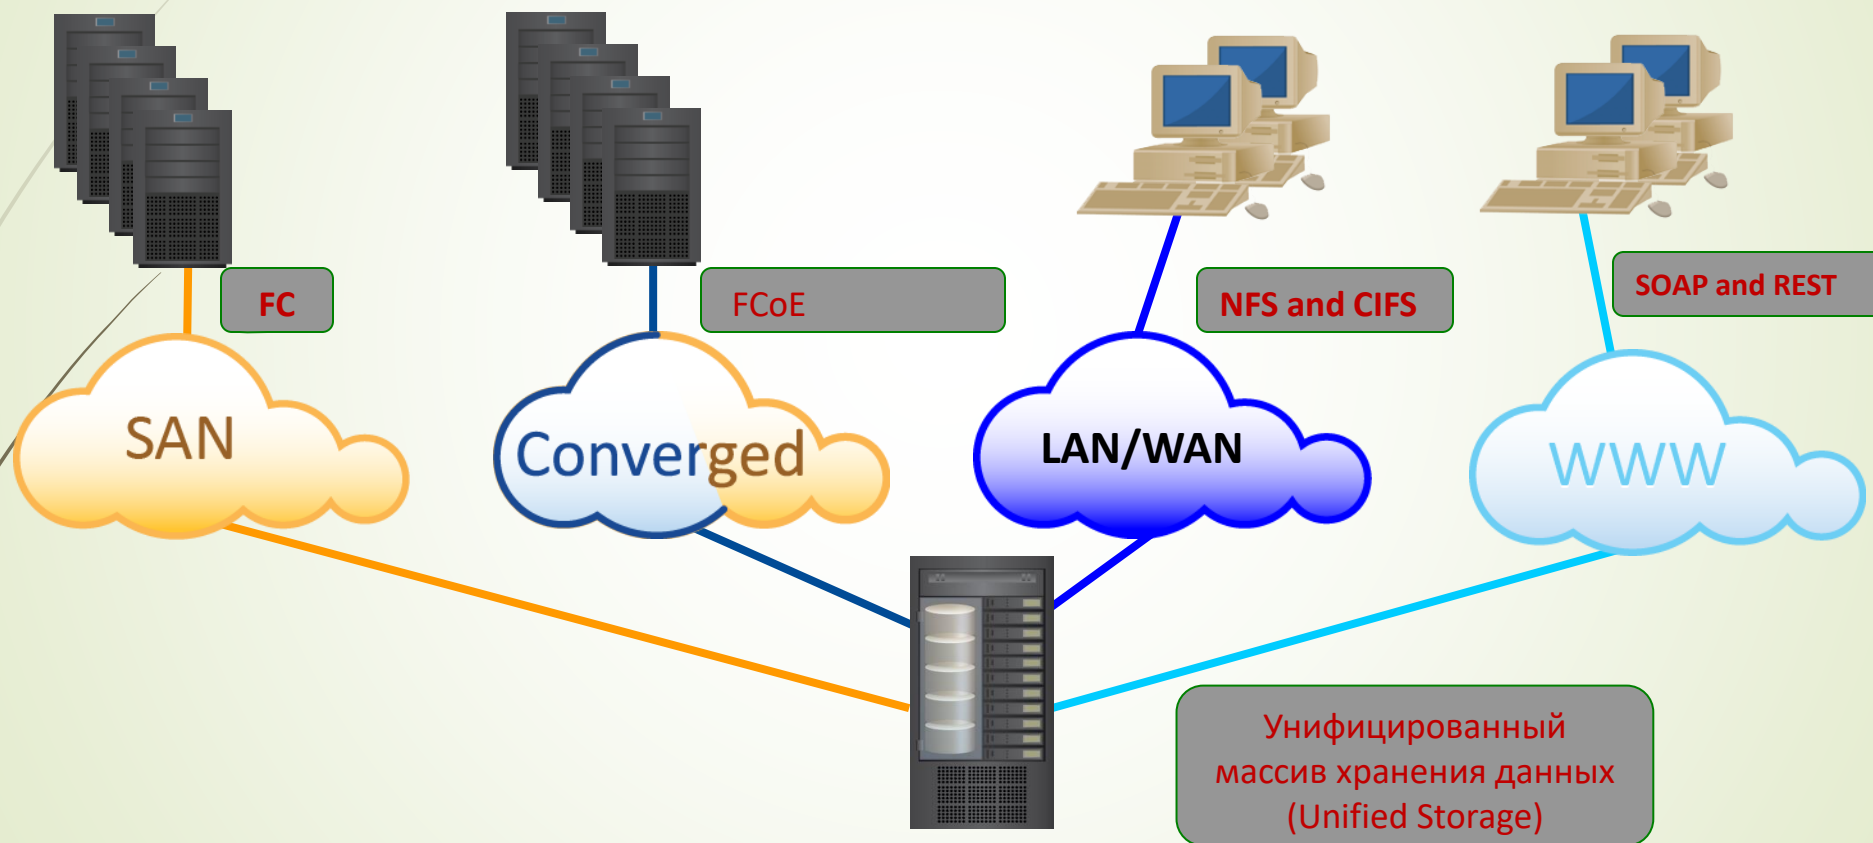 FC
FCoE
NFS and CIFS
SOAP and REST
SAN
Converged
LAN/WAN
WWW
Унифицированный
массив хранения данных
(Unified Storage)